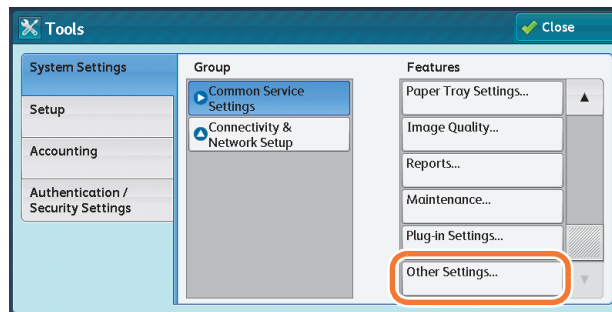 Tools
Close
System Settings
Setup
Accounting
Authentication /
Security Settings
Group
Common Service
Settings
Connectivity &
Network Setup
Features
Paper Tray Settings...
Image Quality...
Reports...
Maintenance...
Plug-in Settings...
Other Settings...